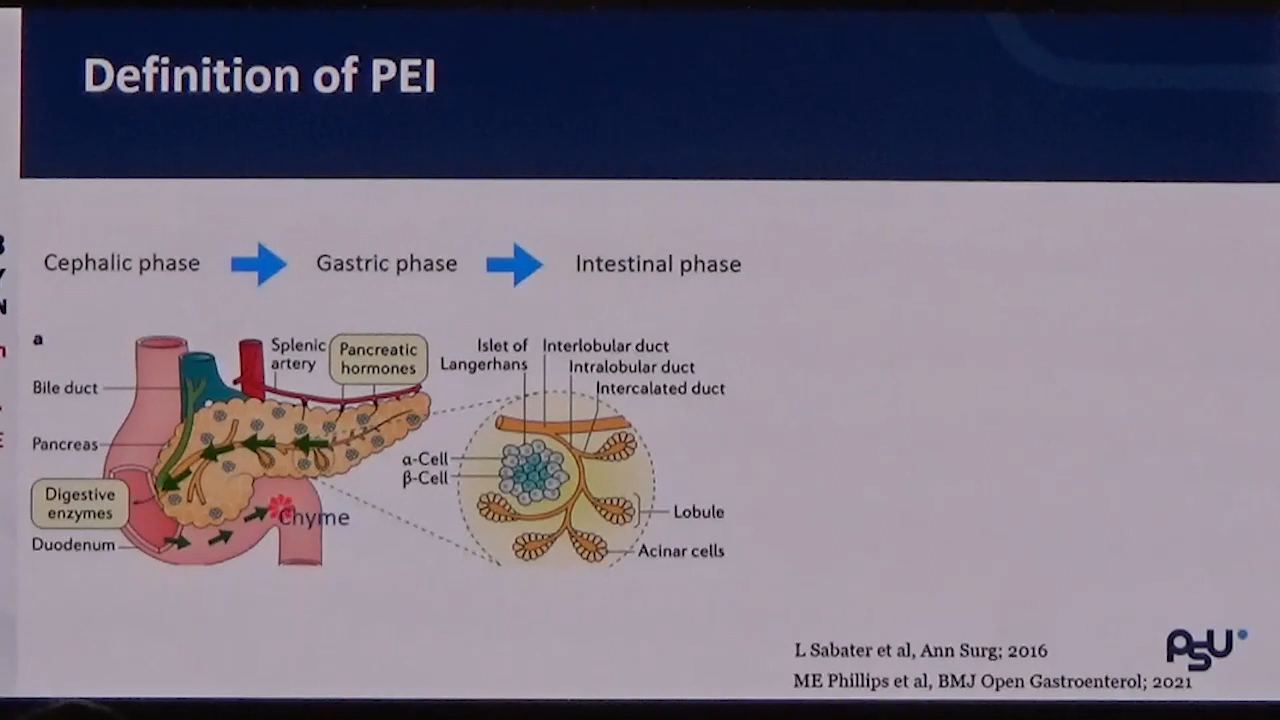 Definition of PEI
Cephalic phase
Gastric phase
Intestinal phase
a
Splenic
artery
Pancreatic
hormones
Islet of
Langerhans
Interlobular duct
Intralobular duct
Intercalated duct
Bile duct
Pancreas
α-Cell
β-Cell
Digestive
enzymes
Chyme
Duodenum
Lobule
Acinar cells
L Sabater et al, Ann Surg; 2016
ME Phillips et al, BMJ Open Gastroenterol; 2021
PSU